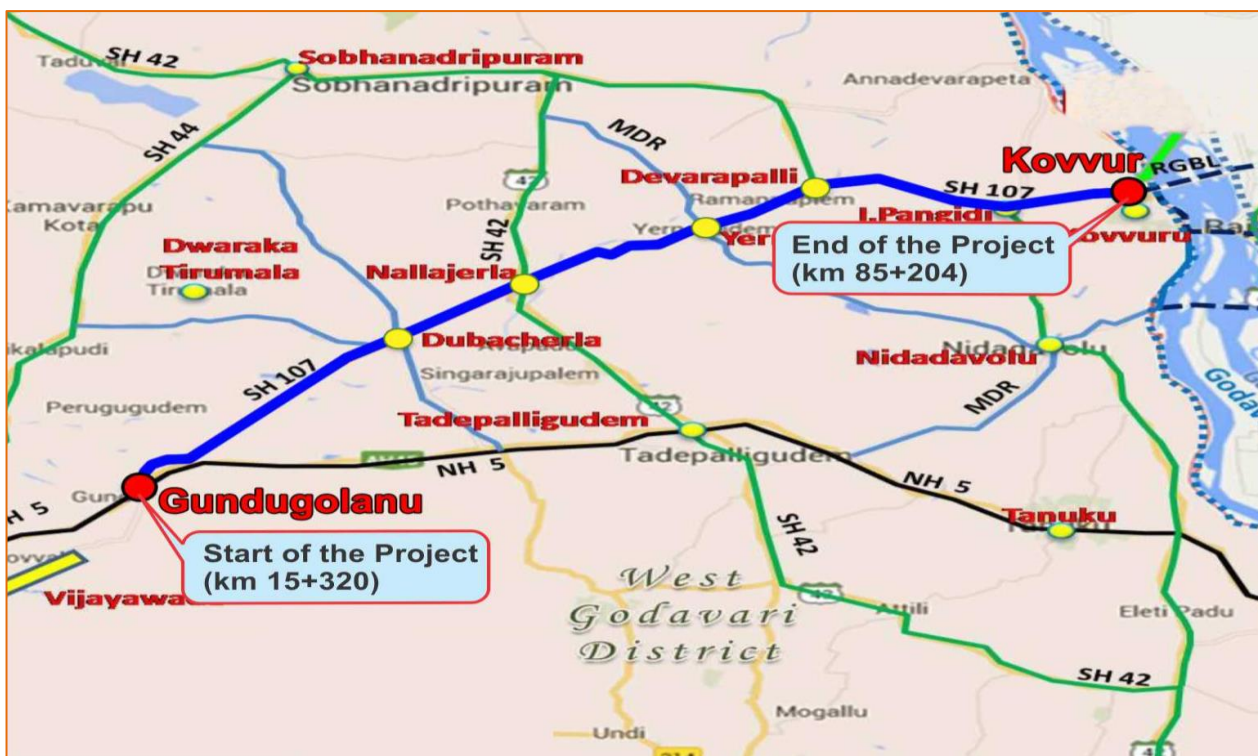 SH 42
Sobhanadripuram
Sobhanadripuram
Annadevarapeta
SH 44
MDR
Kovvur
RGBL
Devarapalli
SH 107
42
Pothavaram
I.Pangidi
SH 42
Dwaraka
Tirumala
Tirumala
Nallajerla
End of the Project
(km 85+204)
Kota
Dubacherla
Nidadavolu
Singarajupalem
SH 107
Perugugudem
MDR
Tadepalligudem
42
Tadepalligudem
NH 5
NH 5
Gundugolanu
Tanuku
Start of the Project
(km 15+320)
SH 42
West
Godavari
District
42
Attili
Eleti Padu
SH 42
Mogallu
Undi